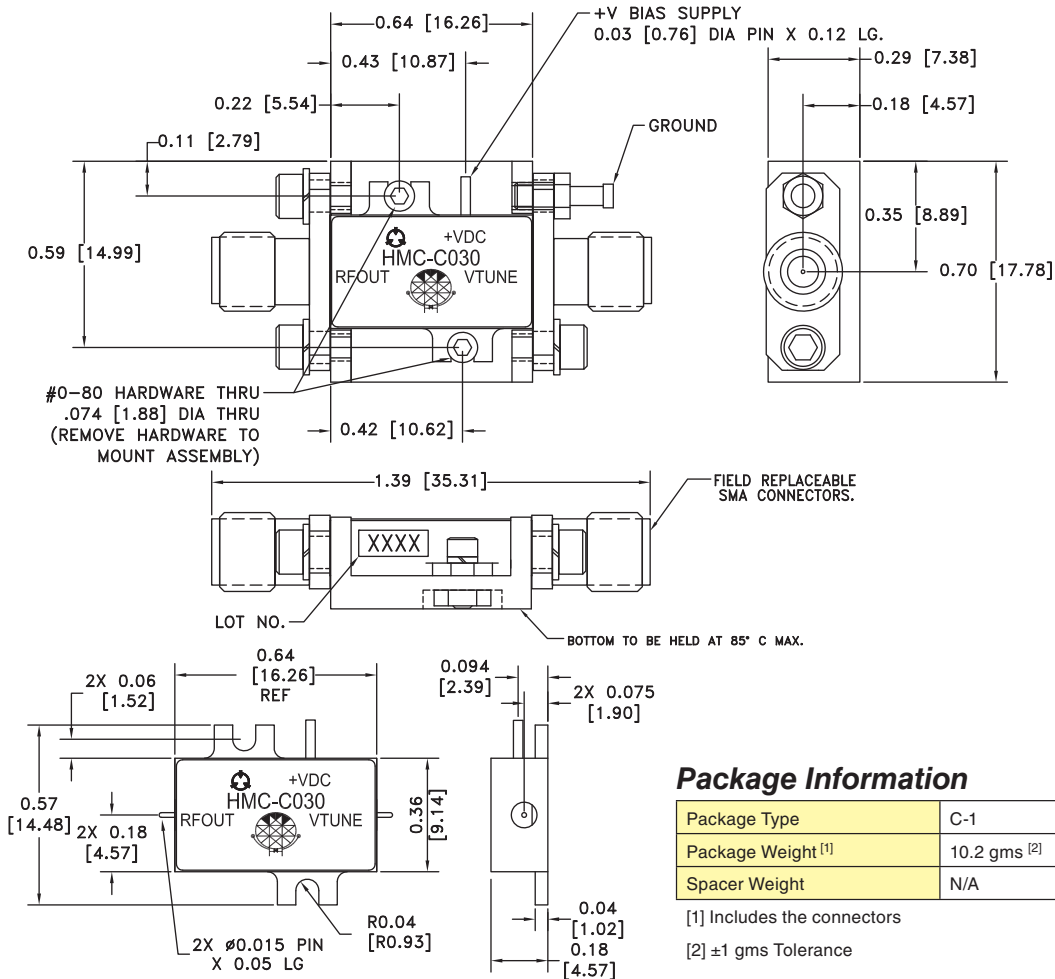 0.64 [16.26]
+V BIAS SUPPLY
0.03 [0.76] DIA PIN X 0.12 LG.
0.43 [10.87]
0.29 [7.38]
0.22 [5.54]
0.18 [4.57]
GROUND
0.11 [2.79]
0.35 [8.89]
0.59 [14.99]
0.70 [17.78]
+VDC
HMC-C030
RFOUT VTUNE
#0-80 HARDWARE THRU
.074 [1.88] DIA THRU
(REMOVE HARDWARE TO
MOUNT ASSEMBLY)
0.42 [10.62]
1.39 [35.31]
FIELD REPLACEABLE
SMA CONNECTORS.
XXXX
LOT NO.
BOTTOM TO BE HELD AT 85° C MAX.
0.64
[16.26]
REF
2X 0.06
[1.52]
0.094
[2.39]
2X 0.075
[1.90]
+VDC
HMC-C030
RFOUT VTUNE
0.57
[14.48]
2X 0.18
[4.57]
0.36
[9.14]
R0.04
[R0.93]
2X ø0.015 PIN
X 0.05 LG
0.04
[1.02]
0.18
[4.57]
Package Information
Package Type C-1
Package Weight [1] 10.2 gms [2]
Spacer Weight N/A
[1] Includes the connectors
[2] ±1 gms Tolerance